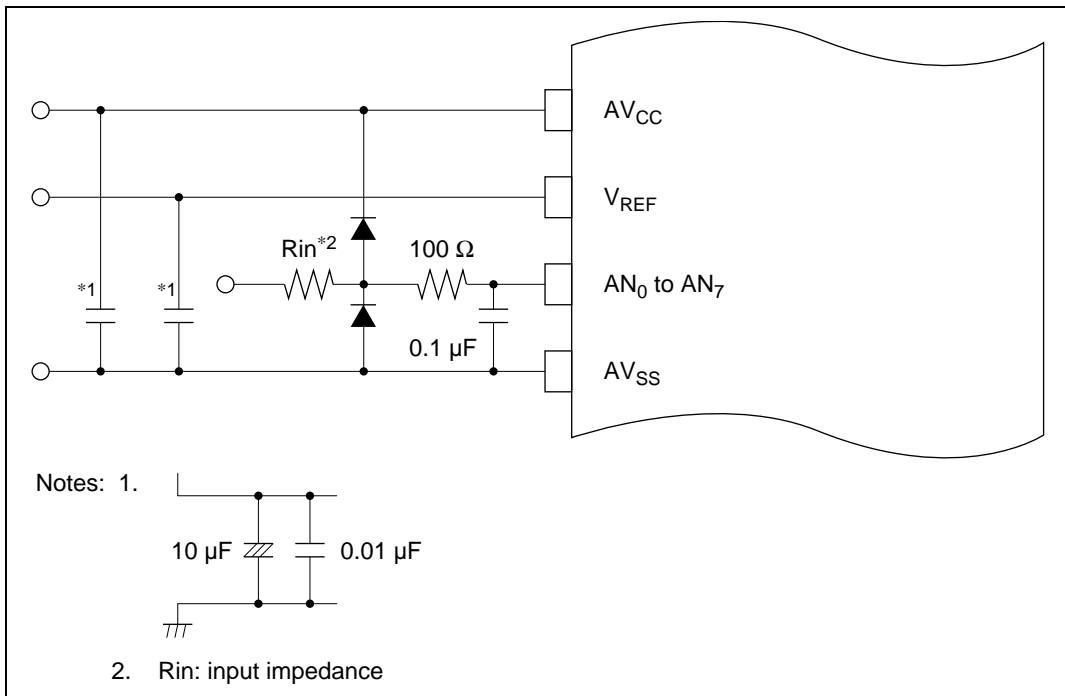 AVCC
VREF
Rin*2
100 Ω
*1
*1
AN0 to AN7
0.1 µF
AVSS
Notes: 1.
10 µF
0.01 µF
2. Rin: input impedance